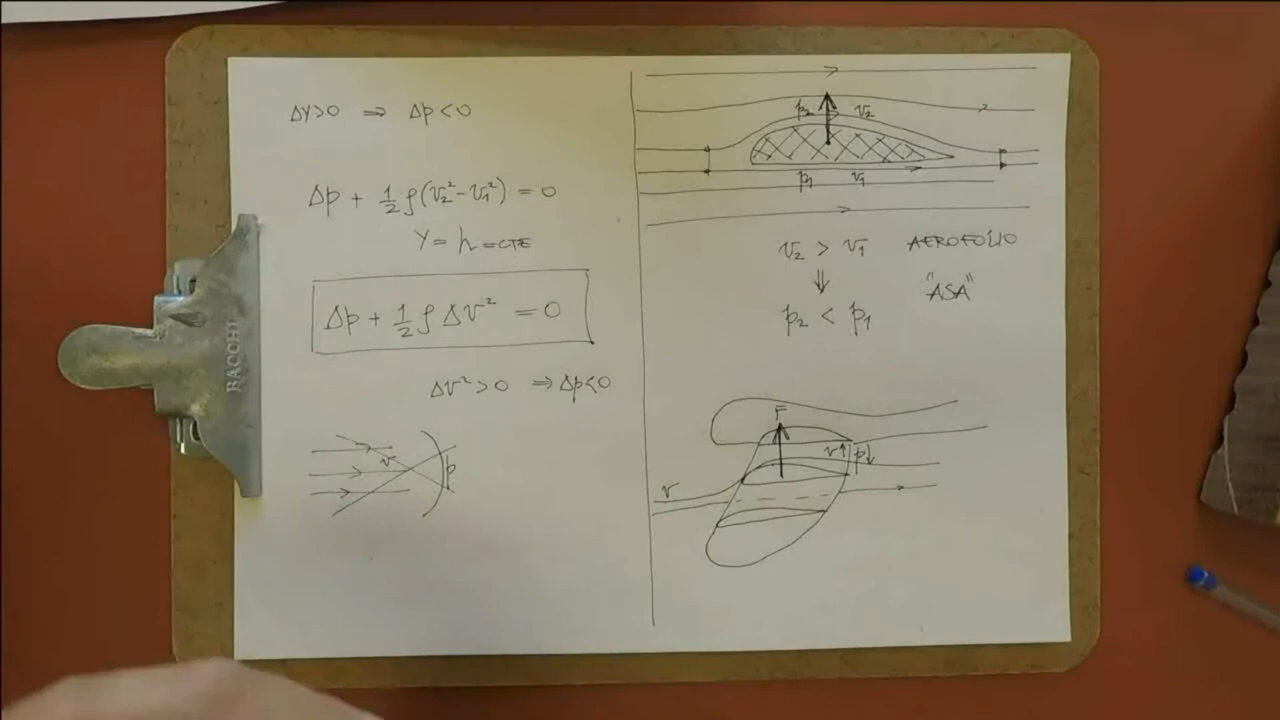 ΔY>0 ⇒ Δp<0
Δp + 1/2 ρ(v₂² - v₁²) = 0
Y = h = CTE
Δp + 1/2 ρ Δv² = 0
Δv² > 0 ⇒ Δp<0
v
p
BACCHI
p₂ v₂
p₁ v₁
v₂ > v₁ AEROFÓLIO
⇓ "ASA"
p₂ < p₁
F
v↑ p↓
v